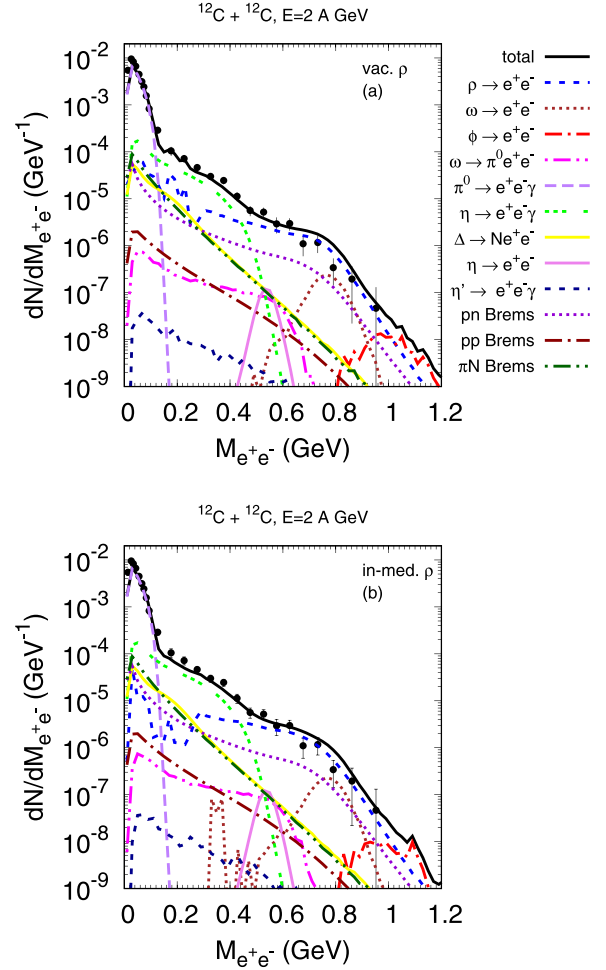 ¹²C + ¹²C, E=2 A GeV
vac. ρ
(a)
10⁻²
10⁻³
10⁻⁴
10⁻⁵
10⁻⁶
10⁻⁷
10⁻⁸
10⁻⁹
dN/dMₑ⁺ₑ⁻ (GeV⁻¹)
0 0.2 0.4 0.6 0.8 1 1.2
Mₑ⁺ₑ⁻ (GeV)
total
ρ → e⁺e⁻
ω → e⁺e⁻
ϕ → e⁺e⁻
ω → π⁰e⁺e⁻
π⁰ → e⁺e⁻γ
η → e⁺e⁻γ
Δ → Ne⁺e⁻
η → e⁺e⁻
η' → e⁺e⁻γ
pn Brems
pp Brems
πN Brems
¹²C + ¹²C, E=2 A GeV
in-med. ρ
(b)
10⁻²
10⁻³
10⁻⁴
10⁻⁵
10⁻⁶
10⁻⁷
10⁻⁸
10⁻⁹
dN/dMₑ⁺ₑ⁻ (GeV⁻¹)
0 0.2 0.4 0.6 0.8 1 1.2
Mₑ⁺ₑ⁻ (GeV)